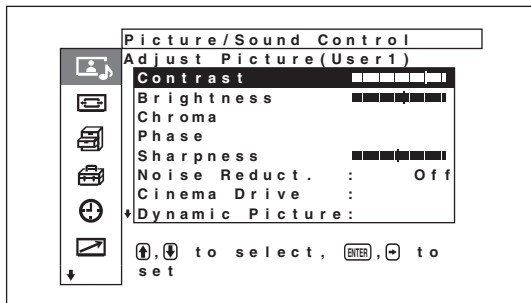 Picture/Sound Control
Adjust Picture(User1)
Contrast
Brightness
Chroma
Phase
Sharpness
Noise Reduct. : Off
Cinema Drive :
Dynamic Picture:
↑,↓ to select, ENTER,→ to
set